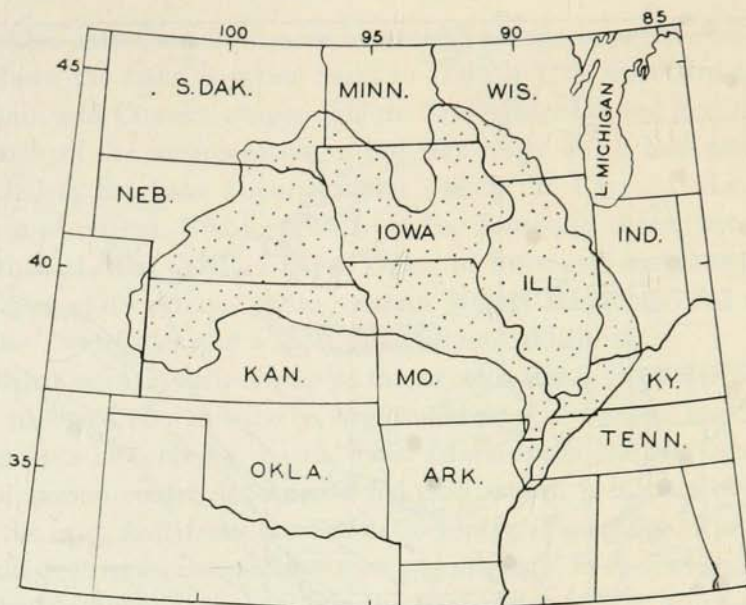 100 95 90 85
45
S.DAK. MINN. WIS.
L. MICHIGAN
NEB. IOWA IND.
40
ILL.
KAN. MO. KY.
TENN.
35
OKLA. ARK.